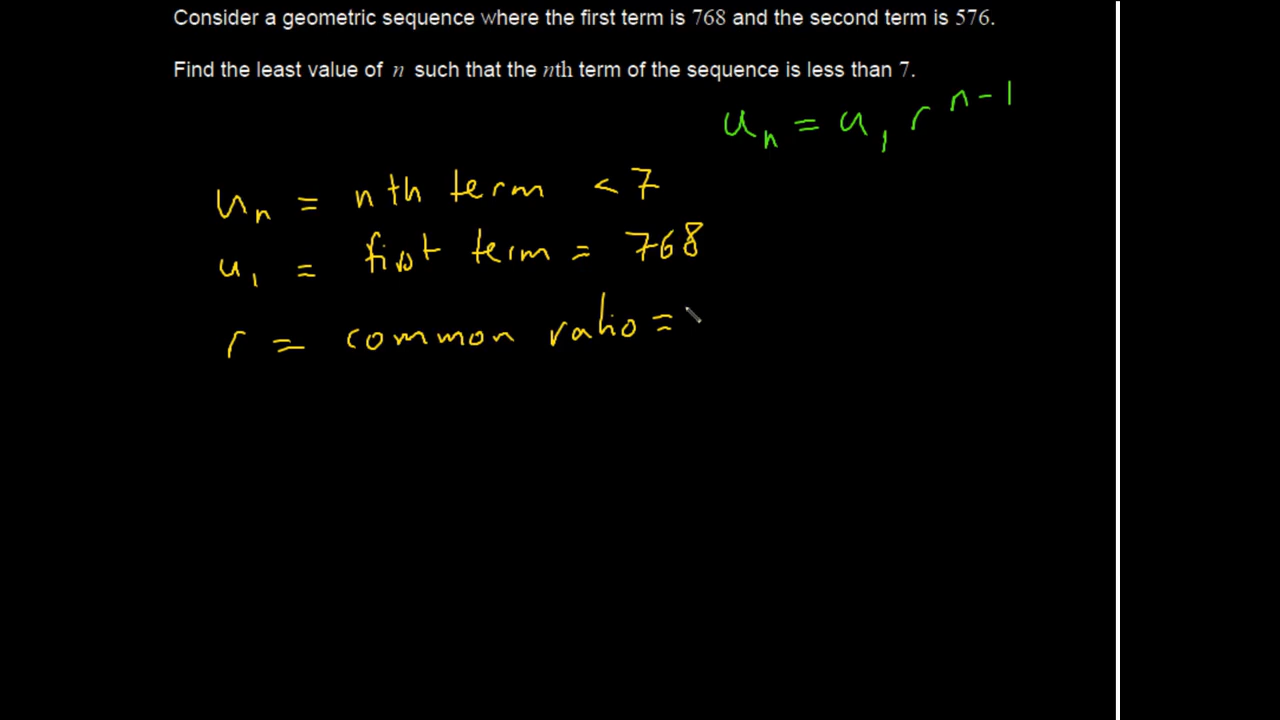 Consider a geometric sequence where the first term is 768 and the second term is 576.
Find the least value of n such that the nth term of the sequence is less than 7.
uₙ = u₁ rⁿ⁻¹
uₙ = nth term < 7
u₁ = first term = 768
r = common ratio =